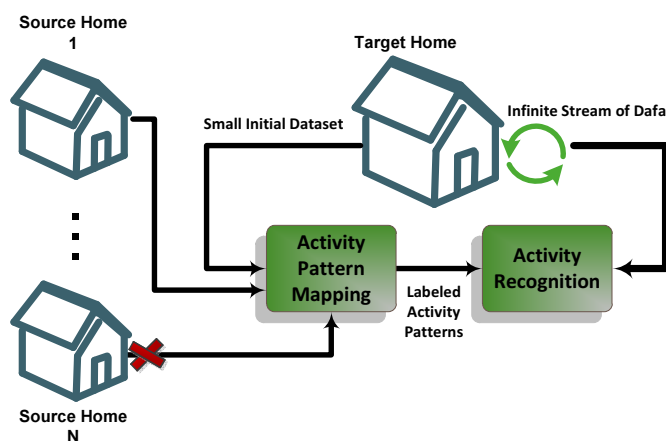 Source Home
1
Target Home
Small Initial Dataset
Infinite Stream of Dafa
Activity
Pattern
Mapping
Activity
Recognition
Labeled
Activity
Patterns
Source Home
N